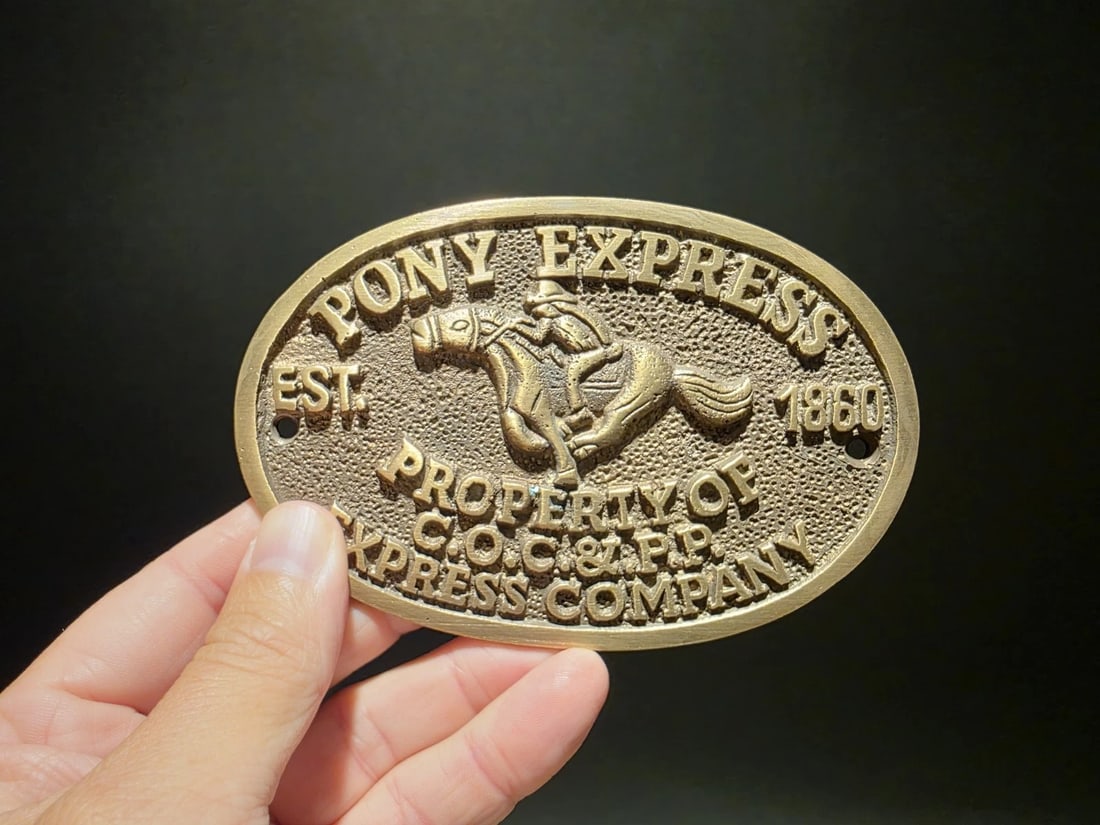 PONY EXPRESS
EST. 1860
PROPERTY OF
C.O.C. & P.P.
EXPRESS COMPANY